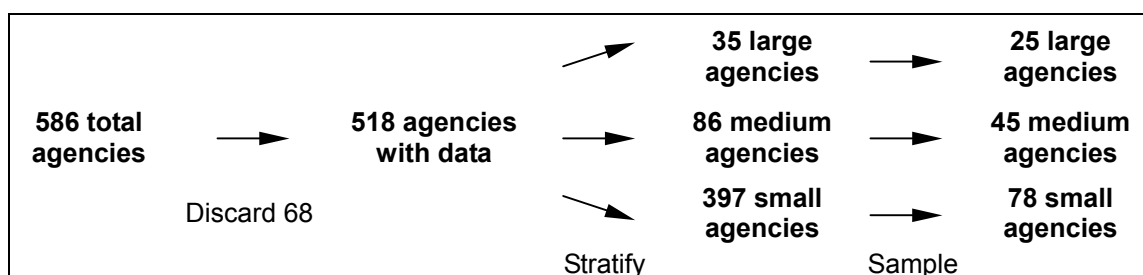 586 total
agencies
Discard 68
518 agencies
with data
Stratify
35 large
agencies
86 medium
agencies
397 small
agencies
Sample
25 large
agencies
45 medium
agencies
78 small
agencies